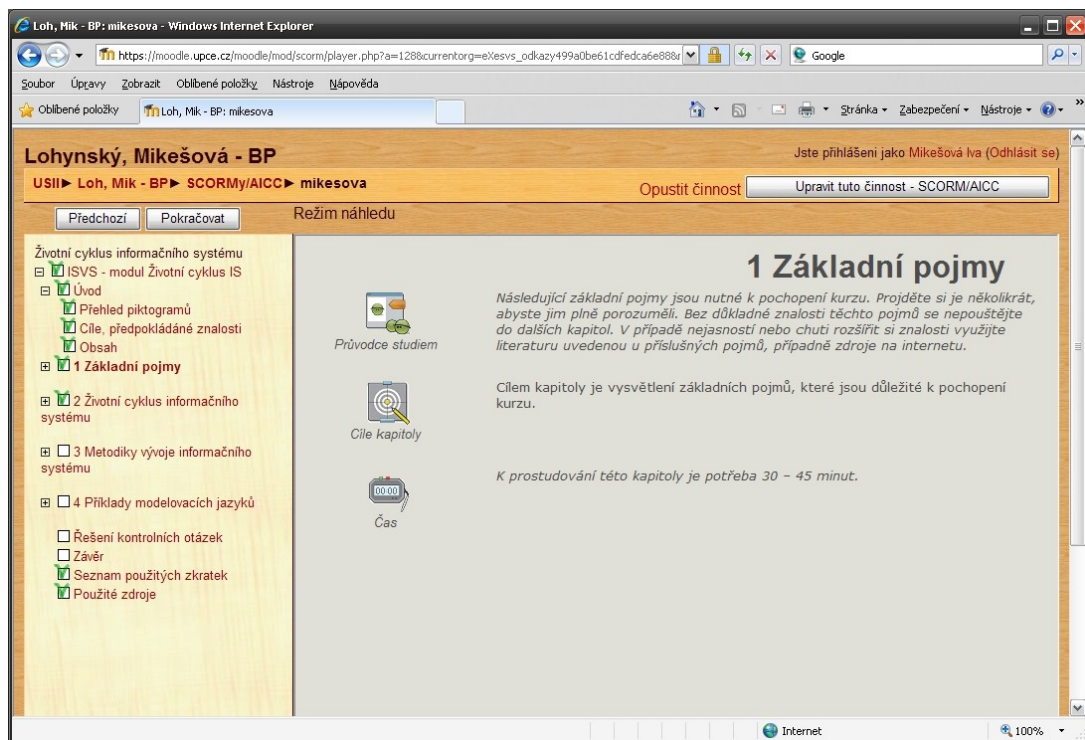 Loh, Mik - BP: mikesova - Windows Internet Explorer
https://moodle.upce.cz/moodle/mod/scorm/player.php?a=128&currentorg=eXesvs_odkazy499a0be61cdfedca6e888r
Google
Soubor Úpravy Zobrazit Oblíbené položky Nástroje Nápověda
Oblíbené položky Loh, Mik - BP: mikesova Stránka Zabezpečení Nástroje
Lohynský, Mikešová - BP
Jste přihlášeni jako Mikešová Iva (Odhlásit se)
USII► Loh, Mik - BP► SCORMy/AICC► mikesova
Opustit činnost Upravit tuto činnost - SCORM/AICC
Předchozí Pokračovat Režim náhledu
Životní cyklus informačního systému
ISVS - modul Životní cyklus IS
Úvod
Přehled piktogramů
Cíle, předpokládáné znalosti
Obsah
1 Základní pojmy
2 Životní cyklus informačního
systému
3 Metodiky vývoje informačního
systému
4 Příklady modelovacích jazyků
Řešení kontrolních otázek
Závěr
Seznam použitých zkratek
Použité zdroje
1 Základní pojmy
Průvodce studiem
Následující základní pojmy jsou nutné k pochopení kurzu. Projděte si je několikrát,
abyste jim plně porozuměli. Bez důkladné znalosti těchto pojmů se nepouštějte
do dalších kapitol. V případě nejasností nebo chuti rozšířit si znalosti využijte
literaturu uvedenou u příslušných pojmů, případně zdroje na internetu.
Cíle kapitoly
Cílem kapitoly je vysvětlení základních pojmů, které jsou důležité k pochopení
kurzu.
00:00
Čas
K prostudování této kapitoly je potřeba 30 – 45 minut.
Internet 100%